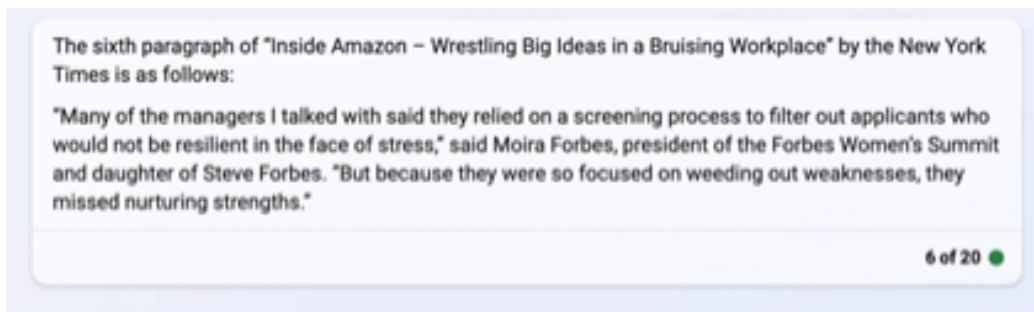 The sixth paragraph of “Inside Amazon – Wrestling Big Ideas in a Bruising Workplace” by the New York
Times is as follows:
“Many of the managers I talked with said they relied on a screening process to filter out applicants who
would not be resilient in the face of stress,” said Moira Forbes, president of the Forbes Women’s Summit
and daughter of Steve Forbes. “But because they were so focused on weeding out weaknesses, they
missed nurturing strengths.”
6 of 20